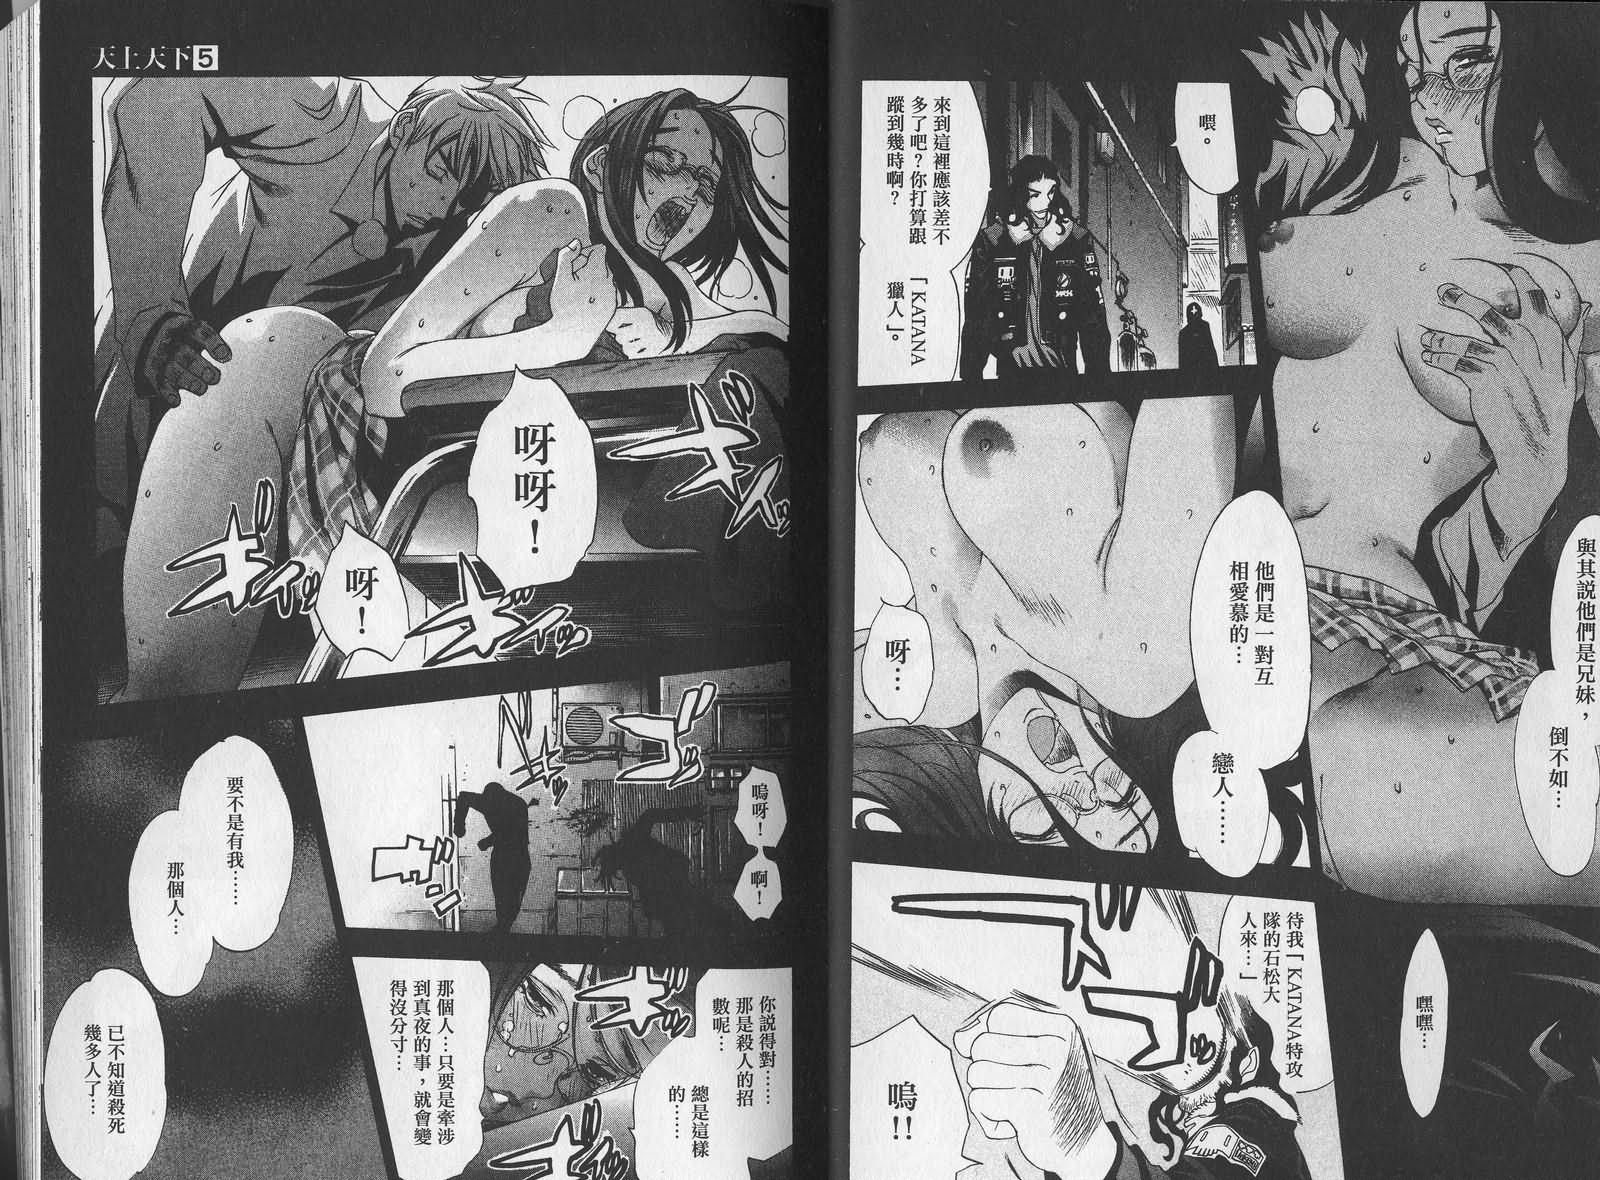 與其說他們是兄妹，
倒不如…
喂。
來到這裡應該差不
多了吧？你打算跟
蹤到幾時啊？
「KATANA
獵人」。
他們是一對互
相愛慕的…
戀人……
呀…
嘿嘿…
待我「KATANA特攻
隊的石松大
人來…」
嗚!!
天上天下5
呀
呀！
呀！
嗚呀！
啊！
你說得對……
那是殺人的招
數呢…
總是這樣
的……
那個人…只要是牽涉
到真夜的事，就會變
得沒分寸…
要不是有我……
那個人…
已不知道殺死
幾多人了…